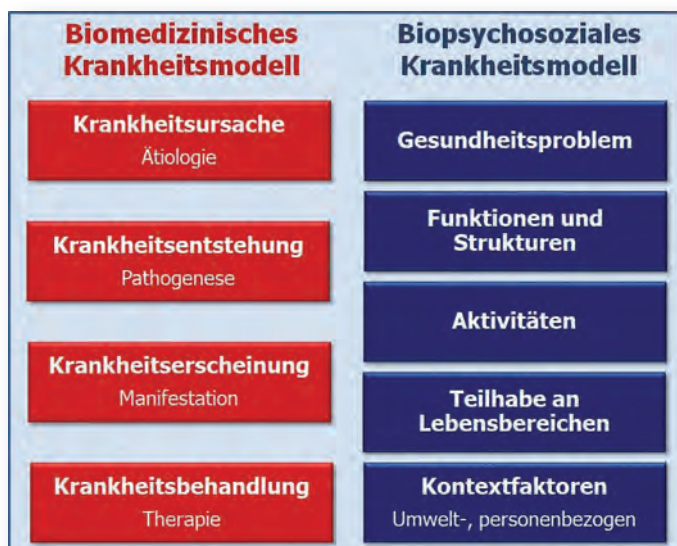 Biomedizinisches
Krankheitsmodell
Krankheitsursache
Ätiologie
Krankheitsentstehung
Pathogenese
Krankheitserscheinung
Manifestation
Krankheitsbehandlung
Therapie
Biopsychosoziales
Krankheitsmodell
Gesundheitsproblem
Funktionen und
Strukturen
Aktivitäten
Teilhabe an
Lebensbereichen
Kontextfaktoren
Umwelt-, personenbezogen